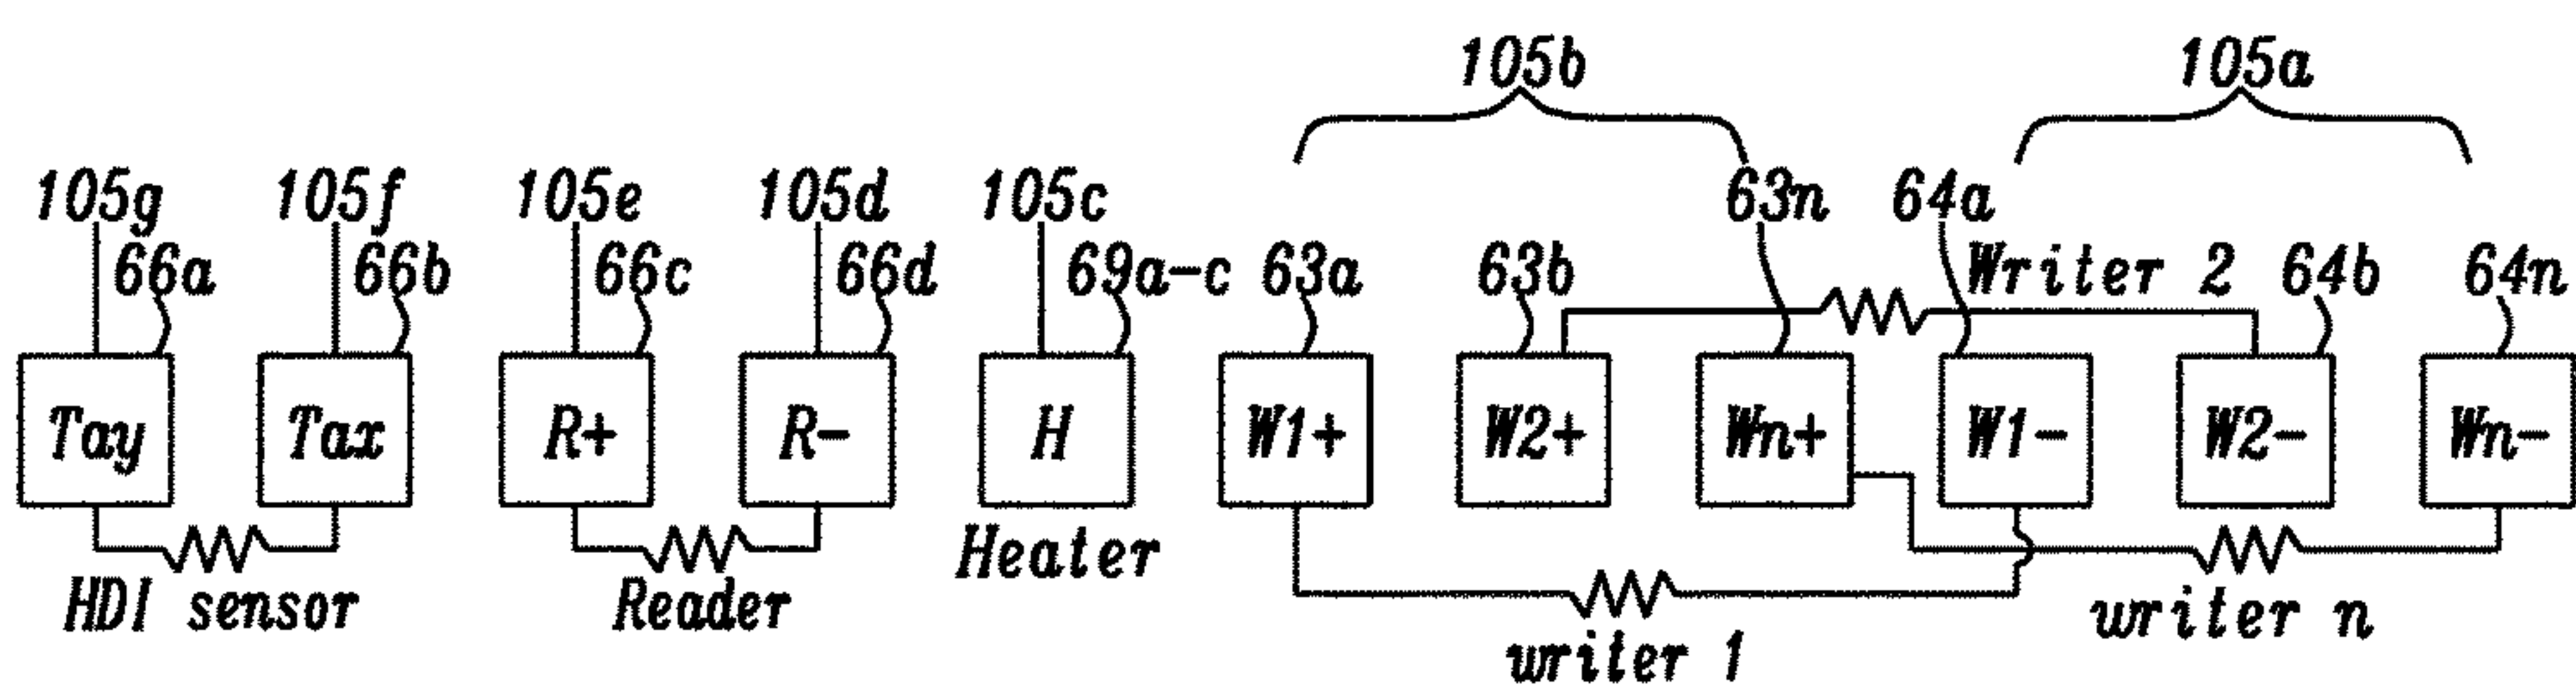 105b 105a
105g 105f 105e 105d 105c 63n 64a
66a 66b 66c 66d 69a-c 63a 63b Writer 2 64b 64n
Tay Tax R+ R- H W1+ W2+ Wn+ W1- W2- Wn-
Heater
HDI sensor Reader writer n
writer 1